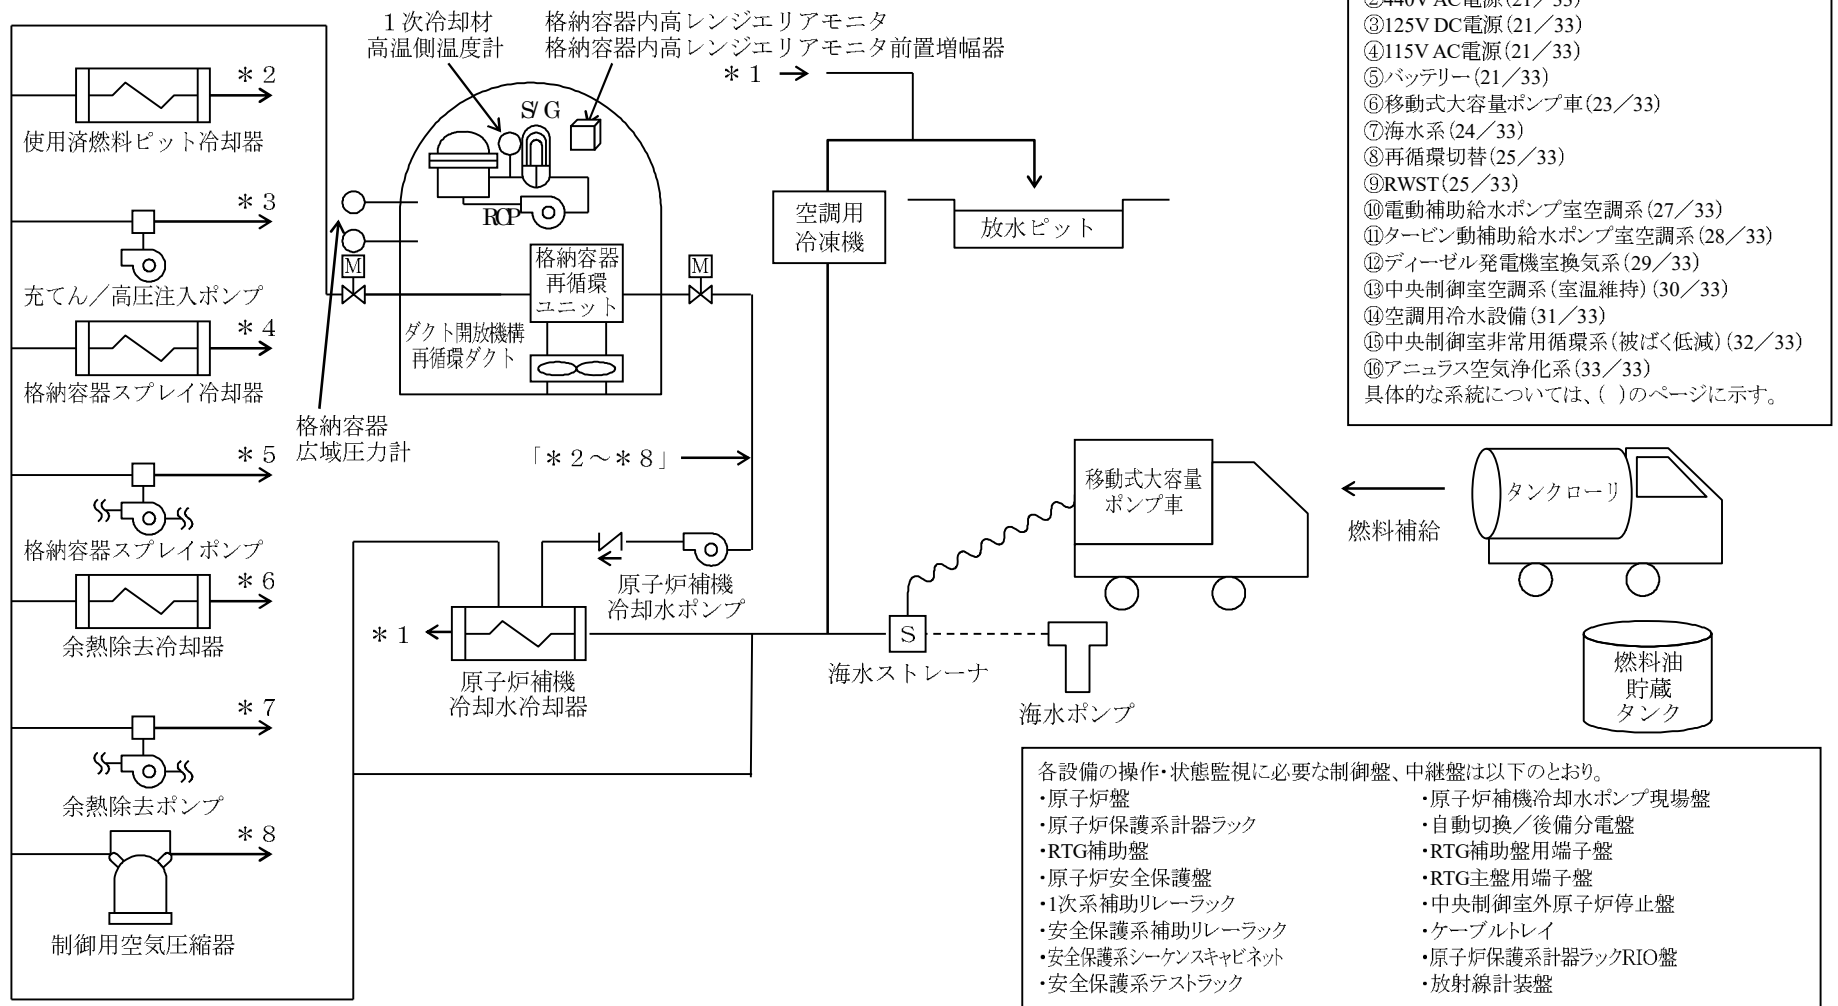 １次冷却材
高温側温度計
格納容器内高レンジエリアモニタ
格納容器内高レンジエリアモニタ前置増幅器
＊１
＊２
使用済燃料ピット冷却器
＊３
充てん／高圧注入ポンプ
＊４
格納容器スプレイ冷却器
＊５
格納容器スプレイポンプ
＊６
余熱除去冷却器
＊７
余熱除去ポンプ
＊８
制御用空気圧縮器
S/G
RCP
M
M
格納容器
再循環
ユニット
ダクト開放機構
再循環ダクト
格納容器
広域圧力計
「＊２～＊８」
空調用
冷凍機
放水ピット
原子炉補機
冷却水ポンプ
＊１
原子炉補機
冷却水冷却器
S
海水ストレーナ
海水ポンプ
移動式大容量
ポンプ車
燃料補給
タンクローリ
燃料油
貯蔵
タンク
②440V AC電源(21／33)
③125V DC電源(21／33)
④115V AC電源(21／33)
⑤バッテリー(21／33)
⑥移動式大容量ポンプ車(23／33)
⑦海水系(24／33)
⑧再循環切替(25／33)
⑨RWST(25／33)
⑩電動補助給水ポンプ室空調系(27／33)
⑪タービン動補助給水ポンプ室空調系(28／33)
⑫ディーゼル発電機室換気系(29／33)
⑬中央制御室空調系(室温維持)(30／33)
⑭空調用冷水設備(31／33)
⑮中央制御室非常用循環系(被ばく低減)(32／33)
⑯アニュラス空気浄化系(33／33)
具体的な系統については、( )のページに示す。
各設備の操作・状態監視に必要な制御盤、中継盤は以下のとおり。
・原子炉盤
・原子炉保護系計器ラック
・RTG補助盤
・原子炉安全保護盤
・1次系補助リレーラック
・安全保護系補助リレーラック
・安全保護系シーケンスキャビネット
・安全保護系テストラック
・原子炉補機冷却水ポンプ現場盤
・自動切換／後備分電盤
・RTG補助盤用端子盤
・RTG主盤用端子盤
・中央制御室外原子炉停止盤
・ケーブルトレイ
・原子炉保護系計器ラックRIO盤
・放射線計装盤